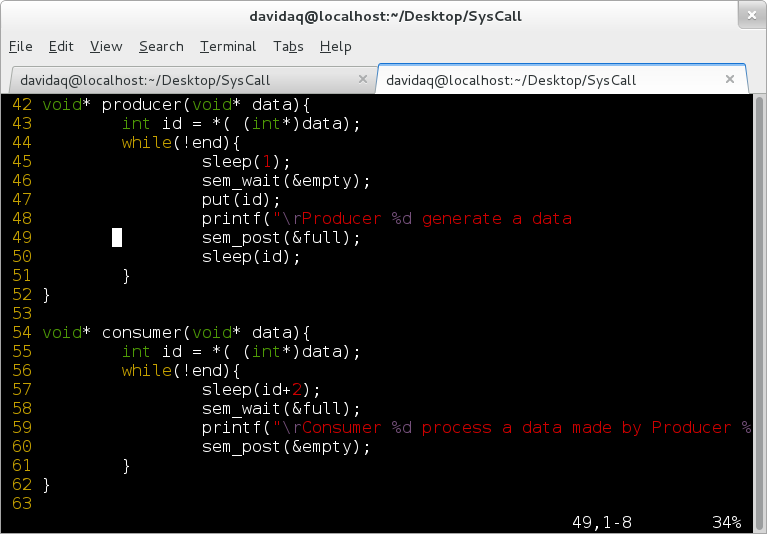 davidaq@localhost:~/Desktop/SysCall
File Edit View Search Terminal Tabs Help
davidaq@localhost:~/Desktop/SysCall davidaq@localhost:~/Desktop/SysCall
42 void* producer(void* data){
43         int id = *( (int*)data);
44         while(!end){
45                 sleep(1);
46                 sem_wait(&empty);
47                 put(id);
48                 printf("\rProducer %d generate a data
49                 sem_post(&full);
50                 sleep(id);
51         }
52 }
53
54 void* consumer(void* data){
55         int id = *( (int*)data);
56         while(!end){
57                 sleep(id+2);
58                 sem_wait(&full);
59                 printf("\rConsumer %d process a data made by Producer %
60                 sem_post(&empty);
61         }
62 }
63
49,1-8 34%